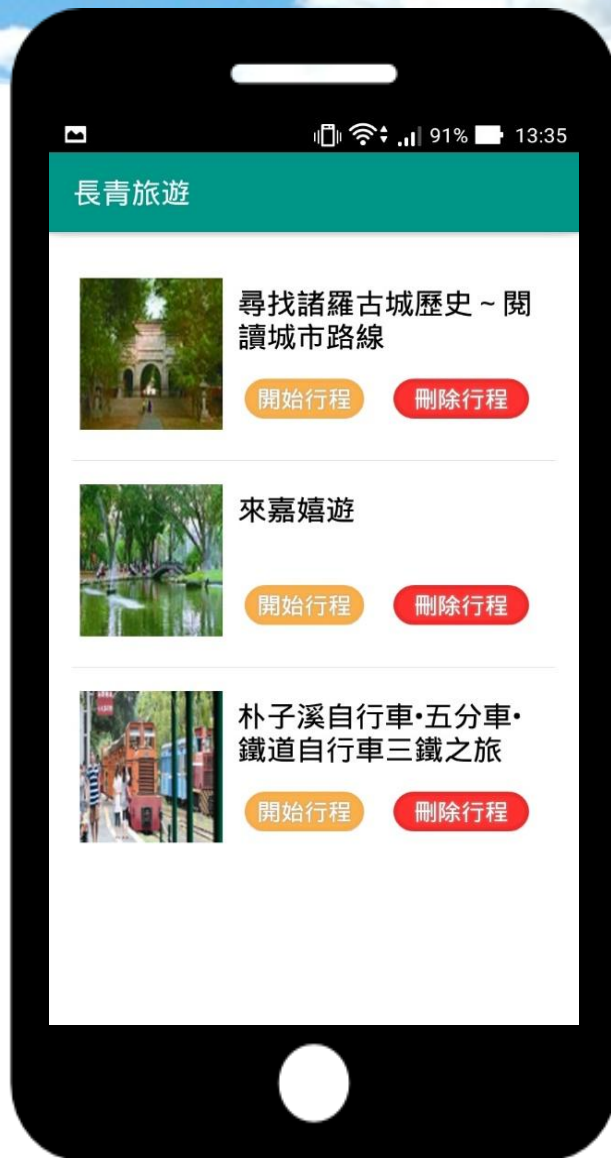 91% 13:35
長青旅遊
尋找諸羅古城歷史～閱
讀城市路線
開始行程 刪除行程
來嘉嬉遊
開始行程 刪除行程
朴子溪自行車•五分車•
鐵道自行車三鐵之旅
開始行程 刪除行程